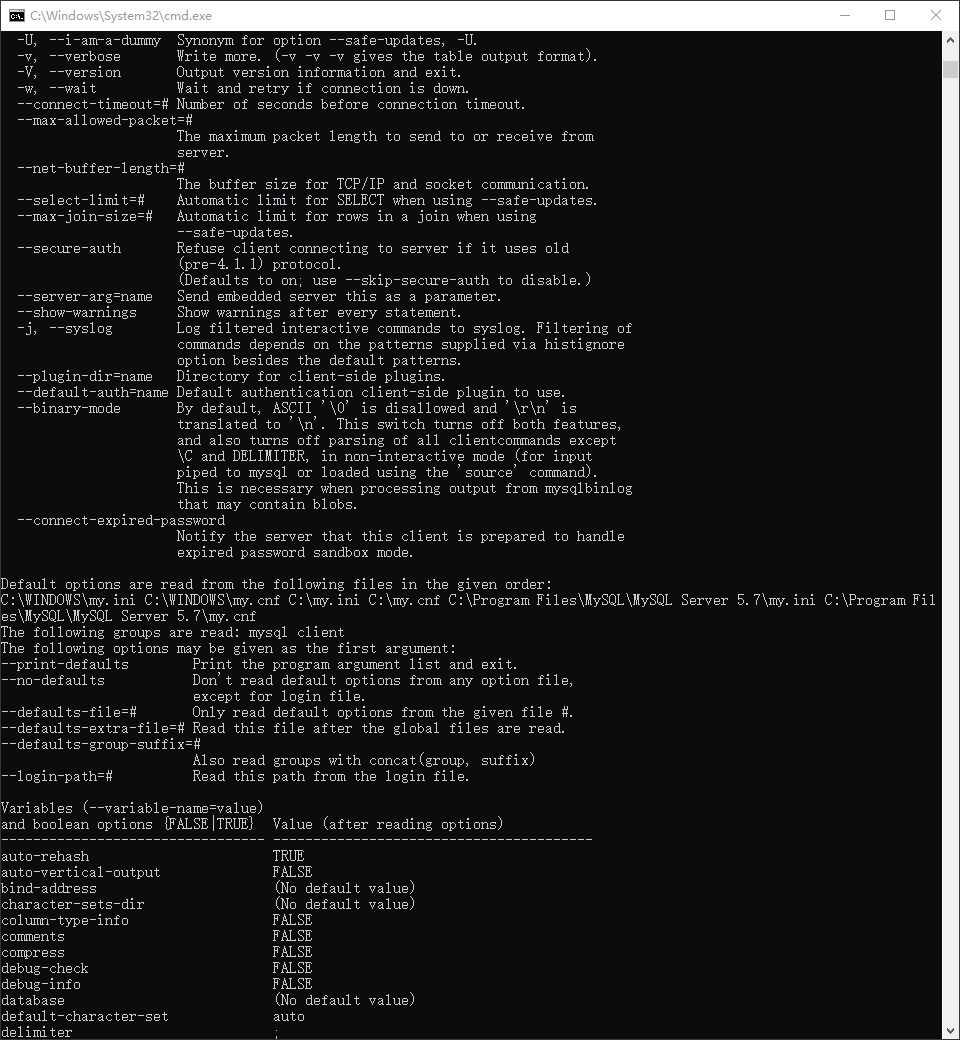 C:\Windows\System32\cmd.exe
-U, --i-am-a-dummy  Synonym for option --safe-updates, -U.
-v, --verbose       Write more. (-v -v -v gives the table output format).
-V, --version       Output version information and exit.
-w, --wait          Wait and retry if connection is down.
--connect-timeout=# Number of seconds before connection timeout.
--max-allowed-packet=#
The maximum packet length to send to or receive from
server.
--net-buffer-length=#
The buffer size for TCP/IP and socket communication.
--select-limit=#    Automatic limit for SELECT when using --safe-updates.
--max-join-size=#   Automatic limit for rows in a join when using
--safe-updates.
--secure-auth       Refuse client connecting to server if it uses old
(pre-4.1.1) protocol.
(Defaults to on; use --skip-secure-auth to disable.)
--server-arg=name   Send embedded server this as a parameter.
--show-warnings     Show warnings after every statement.
-j, --syslog        Log filtered interactive commands to syslog. Filtering of
commands depends on the patterns supplied via histignore
option besides the default patterns.
--plugin-dir=name   Directory for client-side plugins.
--default-auth=name Default authentication client-side plugin to use.
--binary-mode       By default, ASCII '\0' is disallowed and '\r\n' is
translated to '\n'. This switch turns off both features,
and also turns off parsing of all clientcommands except
\C and DELIMITER, in non-interactive mode (for input
piped to mysql or loaded using the 'source' command).
This is necessary when processing output from mysqlbinlog
that may contain blobs.
--connect-expired-password
Notify the server that this client is prepared to handle
expired password sandbox mode.
Default options are read from the following files in the given order:
C:\WINDOWS\my.ini C:\WINDOWS\my.cnf C:\my.ini C:\my.cnf C:\Program Files\MySQL\MySQL Server 5.7\my.ini C:\Program Fil
es\MySQL\MySQL Server 5.7\my.cnf
The following groups are read: mysql client
The following options may be given as the first argument:
--print-defaults        Print the program argument list and exit.
--no-defaults           Don't read default options from any option file,
except for login file.
--defaults-file=#       Only read default options from the given file #.
--defaults-extra-file=# Read this file after the global files are read.
--defaults-group-suffix=#
Also read groups with concat(group, suffix)
--login-path=#          Read this path from the login file.
Variables (--variable-name=value)
and boolean options {FALSE|TRUE}  Value (after reading options)
--------------------------------- ----------------------------------------
auto-rehash                       TRUE
auto-vertical-output              FALSE
bind-address                      (No default value)
character-sets-dir                (No default value)
column-type-info                  FALSE
comments                          FALSE
compress                          FALSE
debug-check                       FALSE
debug-info                        FALSE
database                          (No default value)
default-character-set             auto
delimiter                         ;